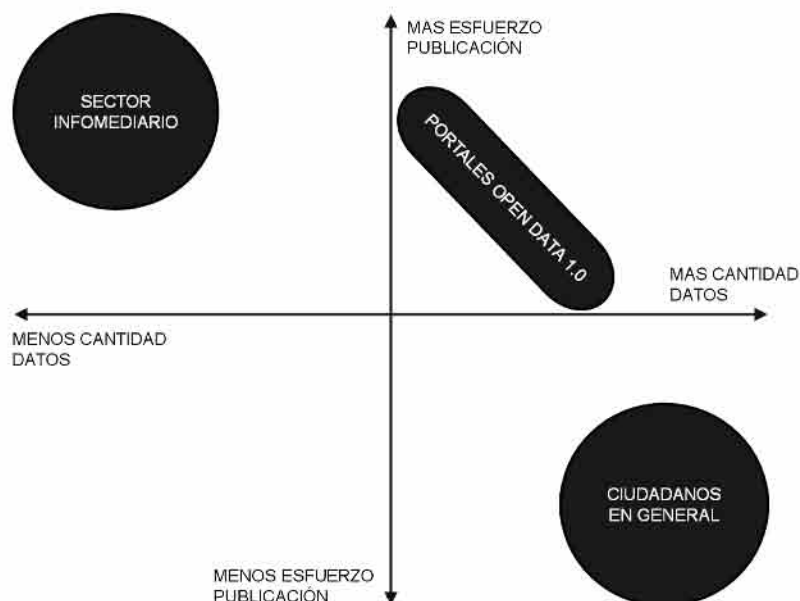 MAS ESFUERZO
PUBLICACIÓN
SECTOR
INFOMEDIARIO
PORTALES OPEN DATA 1.0
MAS CANTIDAD
DATOS
MENOS CANTIDAD
DATOS
CIUDADANOS
EN GENERAL
MENOS ESFUERZO
PUBLICACIÓN